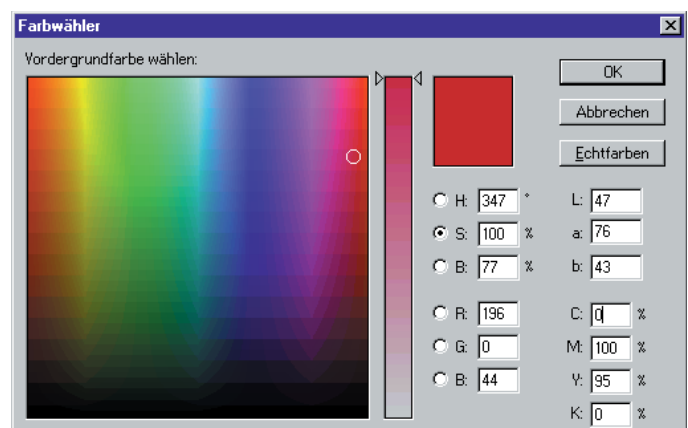 Farbwähler
Vordergrundfarbe wählen:
OK
Abbrechen
Echtfarben
H: 347 °
S: 100 %
B: 77 %
R: 196
G: 0
B: 44
L: 47
a: 76
b: 43
C: 0 %
M: 100 %
Y: 95 %
K: 0 %